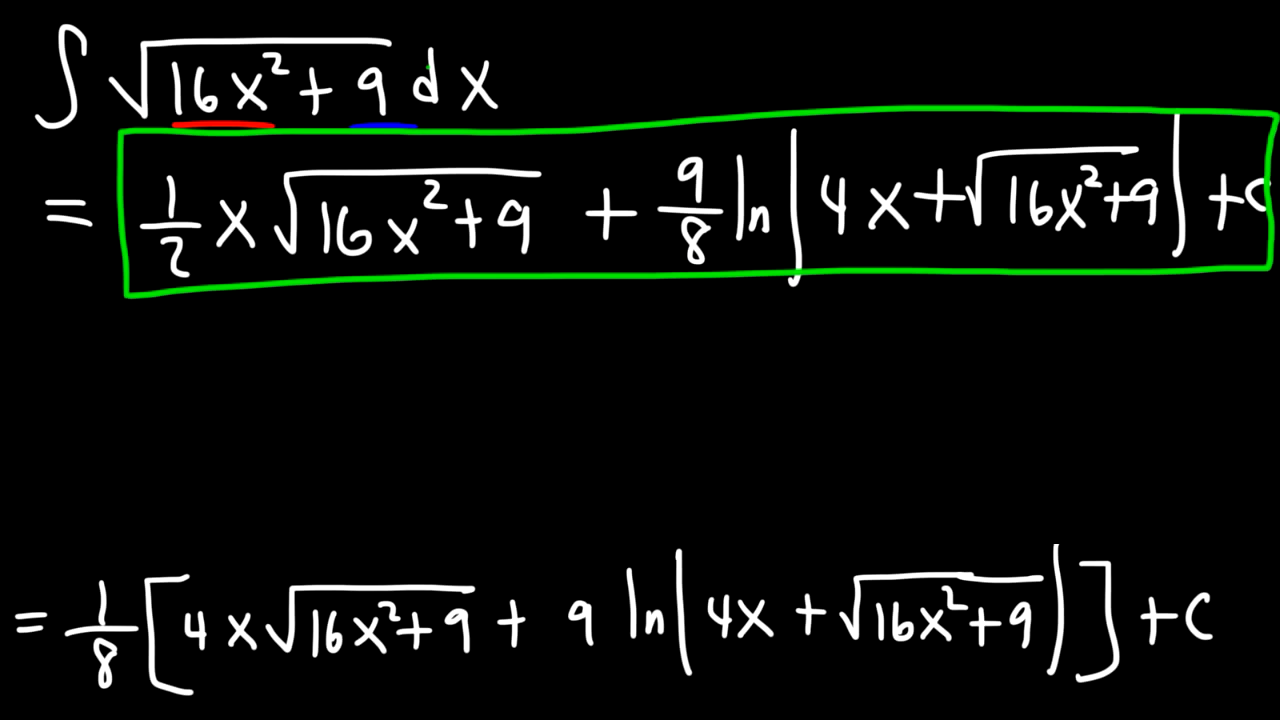 ∫ √(16x² + 9) dx
= 1/2 x √(16x² + 9) + 9/8 ln |4x + √(16x² + 9)| + C
= 1/8 [4x √(16x² + 9) + 9 ln |4x + √(16x² + 9)|] + C